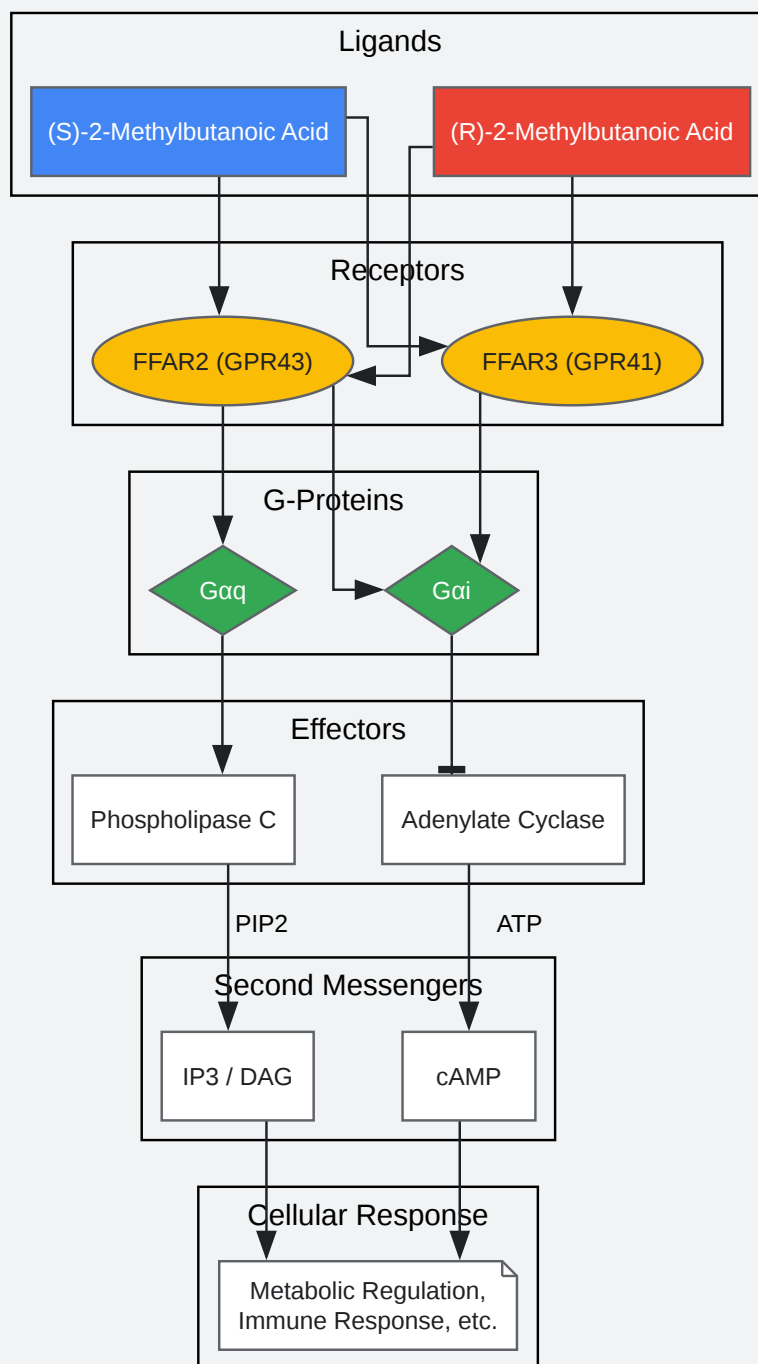 Ligands
(S)-2-Methylbutanoic Acid
(R)-2-Methylbutanoic Acid
Receptors
FFAR2 (GPR43)
FFAR3 (GPR41)
G-Proteins
Gαq
Gαi
Effectors
Phospholipase C
Adenylate Cyclase
PIP2
ATP
Second Messengers
IP3 / DAG
cAMP
Cellular Response
Metabolic Regulation,
Immune Response, etc.